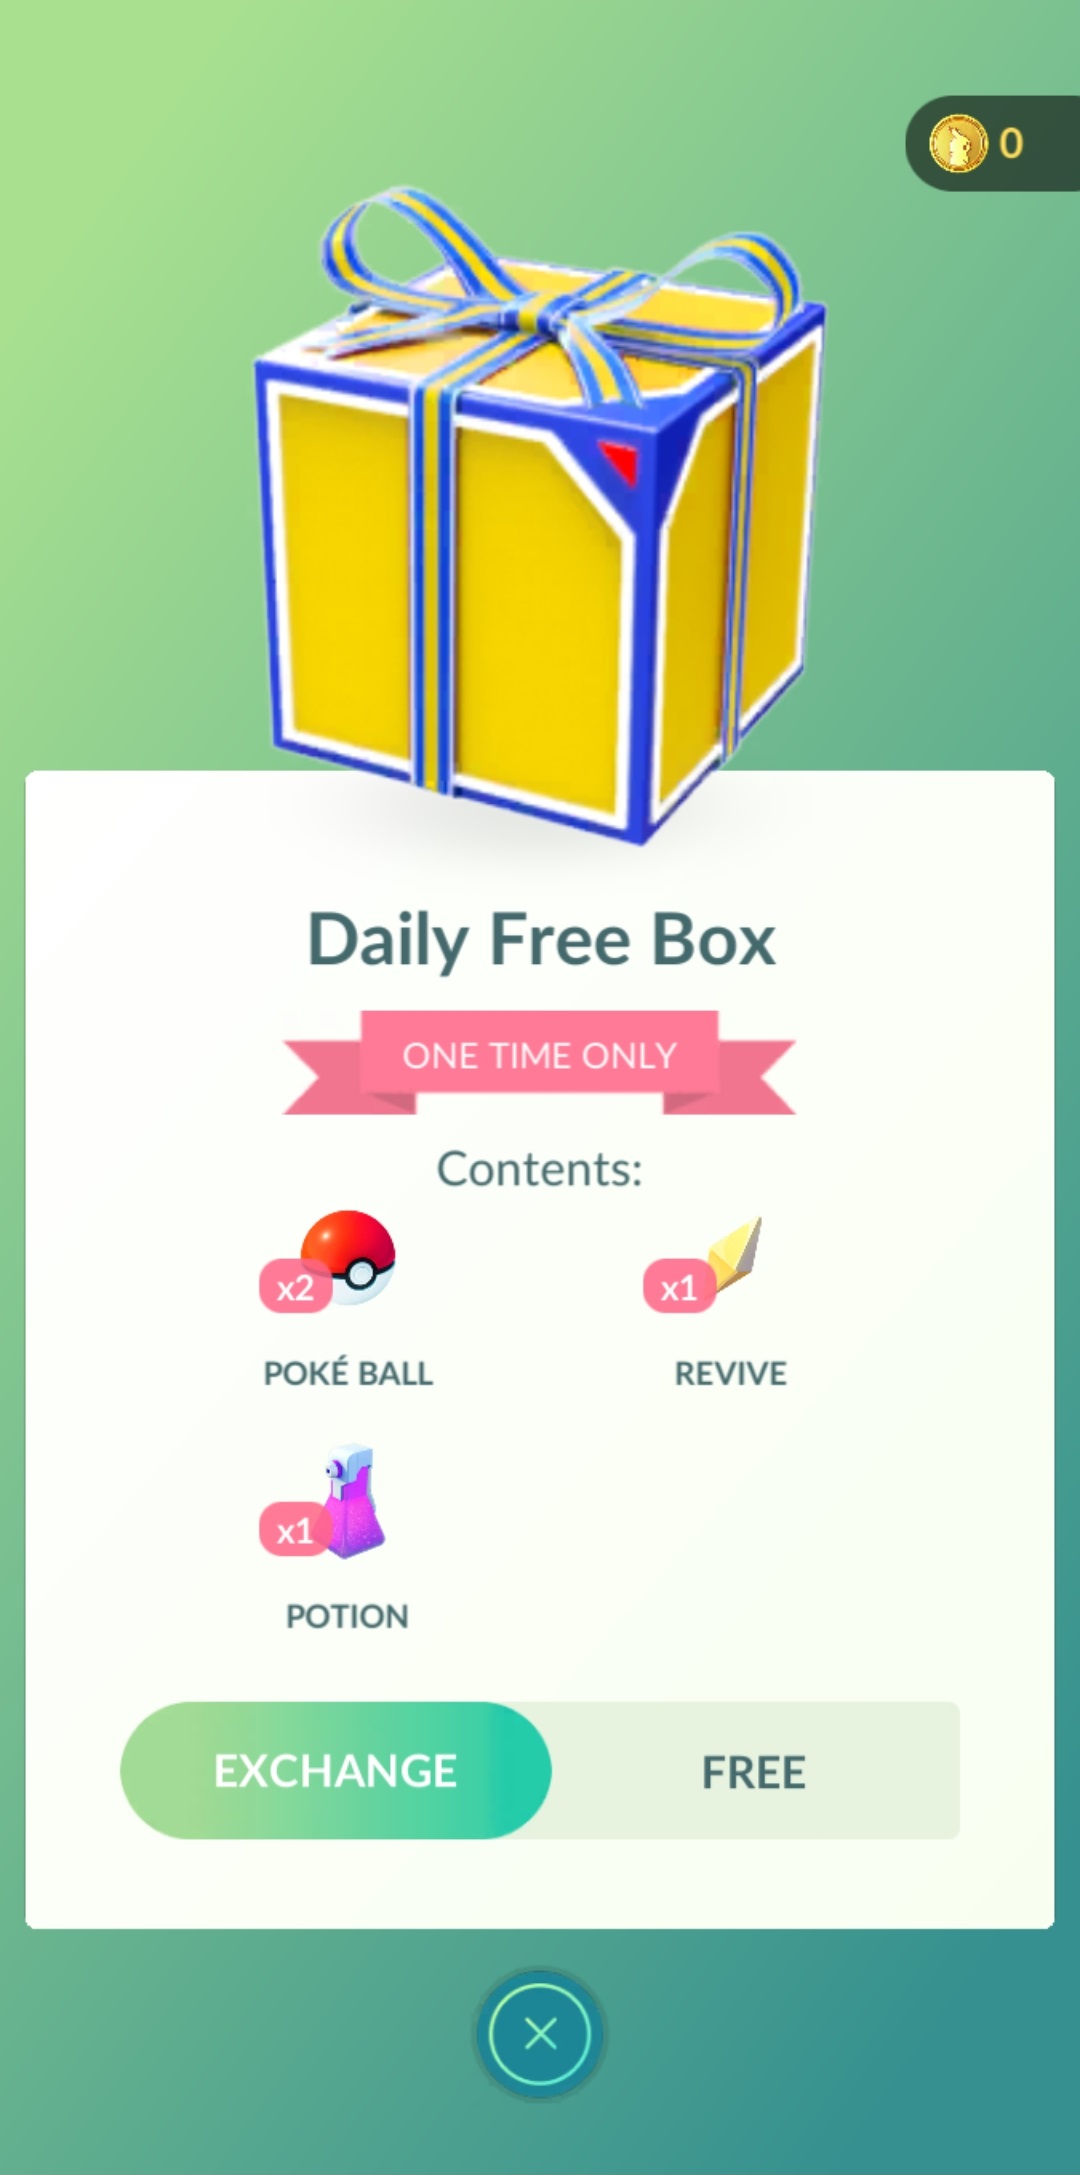 0
Daily Free Box
ONE TIME ONLY
Contents:
x2
POKÉ BALL
x1
REVIVE
x1
POTION
EXCHANGE
FREE